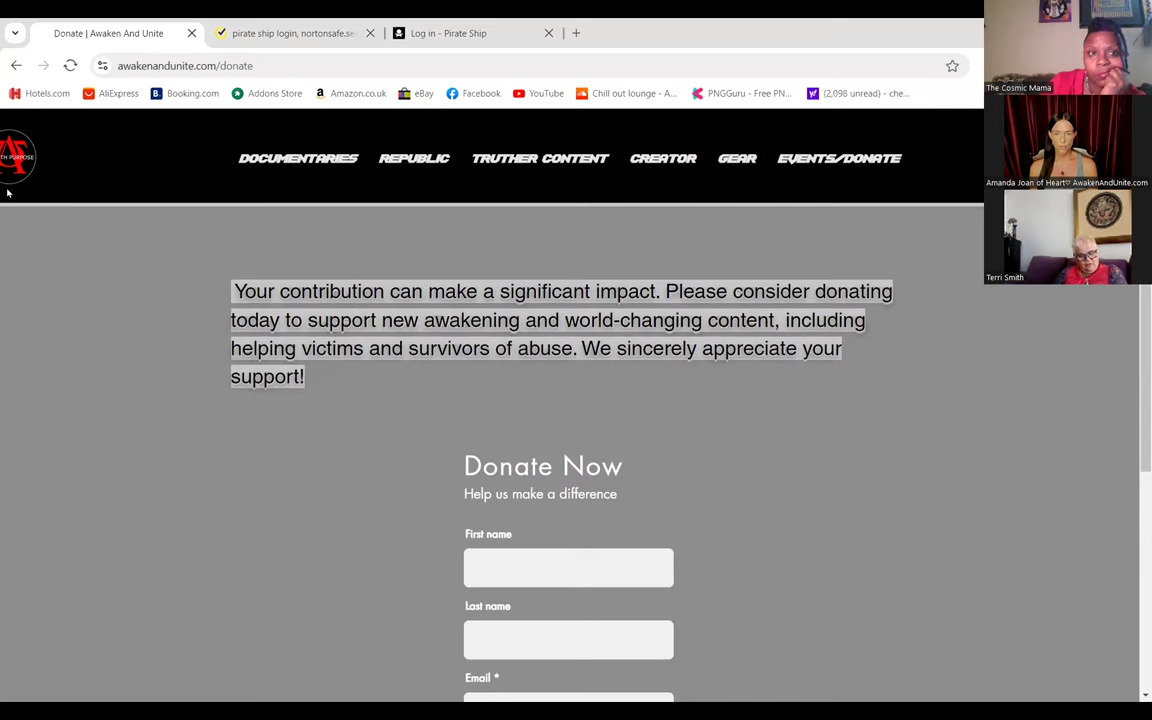 Donate | Awaken And Unite
pirate ship login, nortonsafe.se
Log in - Pirate Ship
awakenandunite.com/donate
Hotels.com
AliExpress
Booking.com
Addons Store
Amazon.co.uk
eBay
Facebook
YouTube
Chill out lounge - A...
PNGGuru - Free PN...
(2,098 unread) - che...
TH PURPOSE
DOCUMENTARIES
REPUBLIC
TRUTHER CONTENT
CREATOR
GEAR
EVENTS/DONATE
The Cosmic Mama
Amanda Joan of Heart♡ AwakenAndUnite.com
Terri Smith
Your contribution can make a significant impact. Please consider donating
today to support new awakening and world-changing content, including
helping victims and survivors of abuse. We sincerely appreciate your
support!
Donate Now
Help us make a difference
First name
Last name
Email *